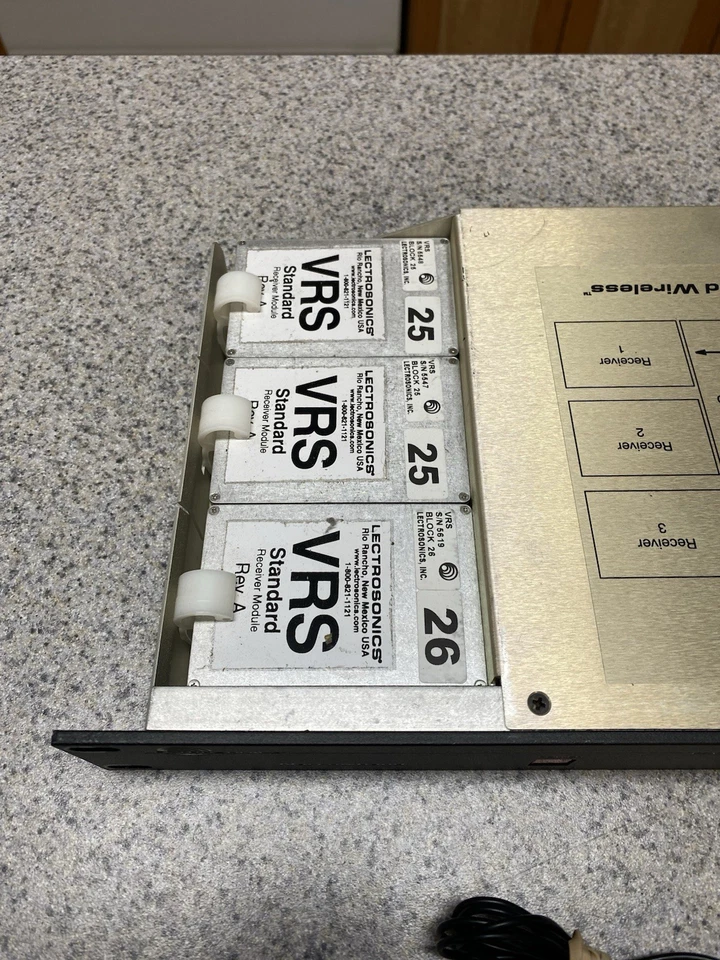 VRS
S/N 5548
BLOCK 25
LECTROSONICS, INC.
25
LECTROSONICS®
Rio Rancho, New Mexico USA
www.lectrosonics.com
1-800-821-1121
VRS
Standard
Receiver Module
Rev. A
VRS
S/N 5547
BLOCK 25
LECTROSONICS, INC.
25
LECTROSONICS®
Rio Rancho, New Mexico USA
www.lectrosonics.com
1-800-821-1121
VRS
Standard
Receiver Module
Rev. A
VRS
S/N 5619
BLOCK 26
LECTROSONICS, INC.
26
LECTROSONICS®
Rio Rancho, New Mexico USA
www.lectrosonics.com
1-800-821-1121
VRS
Standard
Receiver Module
Rev. A
d Wireless™
Receiver
1
Receiver
2
Receiver
3